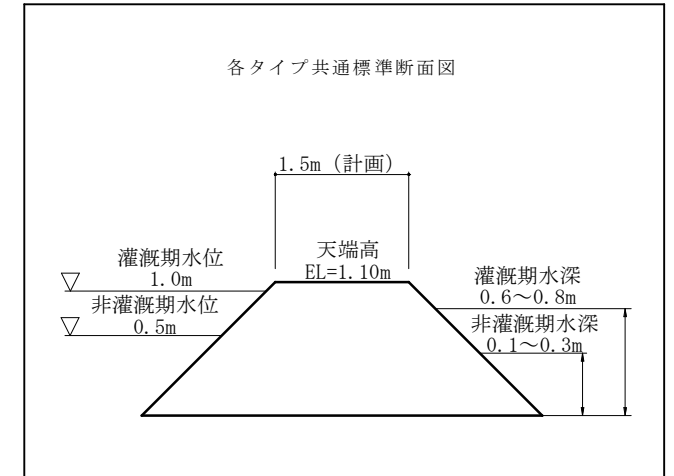 各タイプ共通標準断面図
1.5m (計画)
天端高
EL=1.10m
灌漑期水位
1.0m
非灌漑期水位
0.5m
灌漑期水深
0.6～0.8m
非灌漑期水深
0.1～0.3m